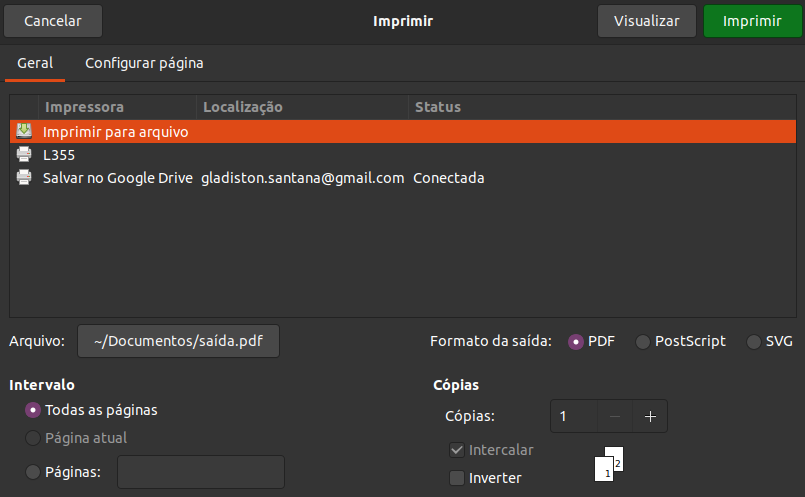 Cancelar Imprimir Visualizar Imprimir
Geral Configurar página
Impressora Localização Status
Imprimir para arquivo
L355
Salvar no Google Drive gladiston.santana@gmail.com Conectada
Arquivo: ~/Documentos/saída.pdf Formato da saída: PDF PostScript SVG
Intervalo Cópias
Todas as páginas Cópias: 1 − +
Página atual Intercalar
Páginas: Inverter
1 2